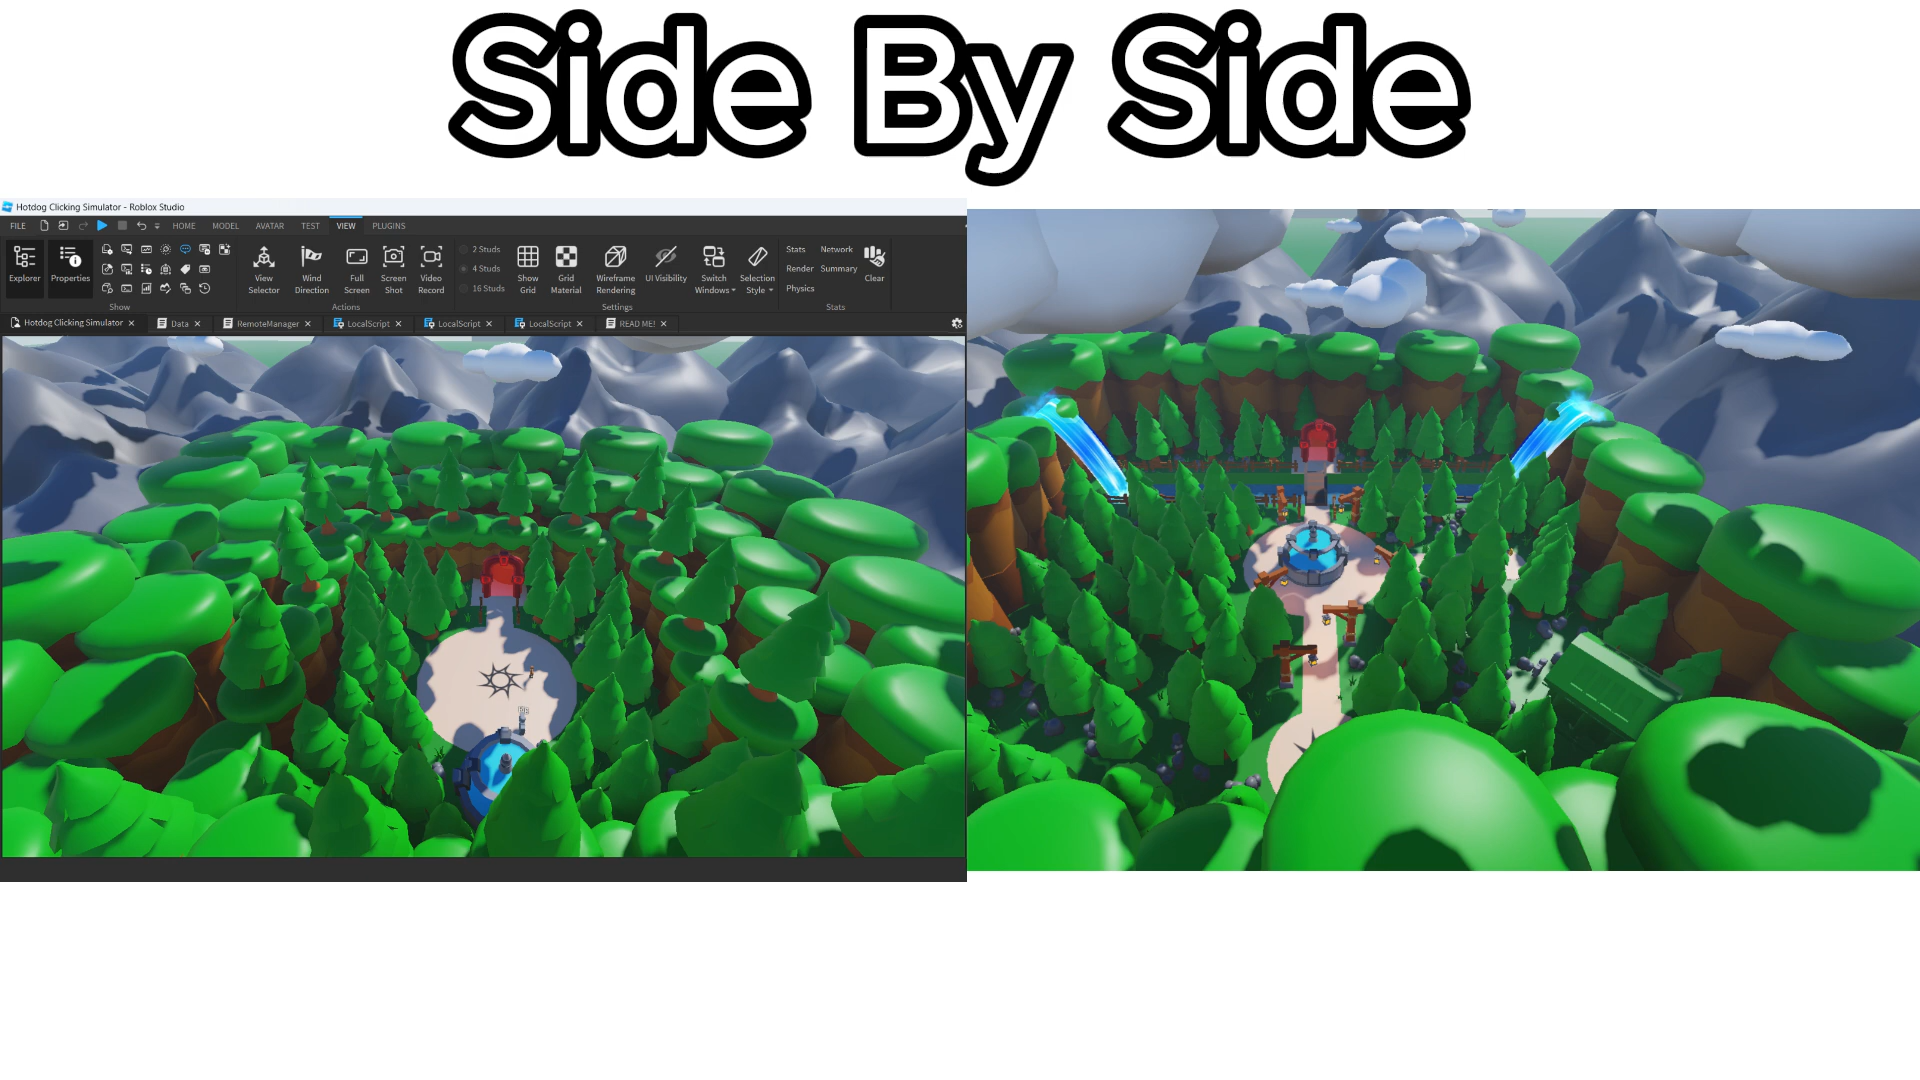 Side By Side
Hotdog Clicking Simulator - Roblox Studio
FILE HOME MODEL AVATAR TEST VIEW PLUGINS
Explorer
Properties
Show
View Selector
Wind Direction
Full Screen
Screen Shot
Video Record
Actions
2 Studs
4 Studs
16 Studs
Show Grid
Grid Material
Wireframe Rendering
UI Visibility
Switch Windows
Selection Style
Settings
Stats Network
Render Summary
Physics
Clear
Stats
Hotdog Clicking Simulator Data RemoteManager LocalScript LocalScript LocalScript READ ME!